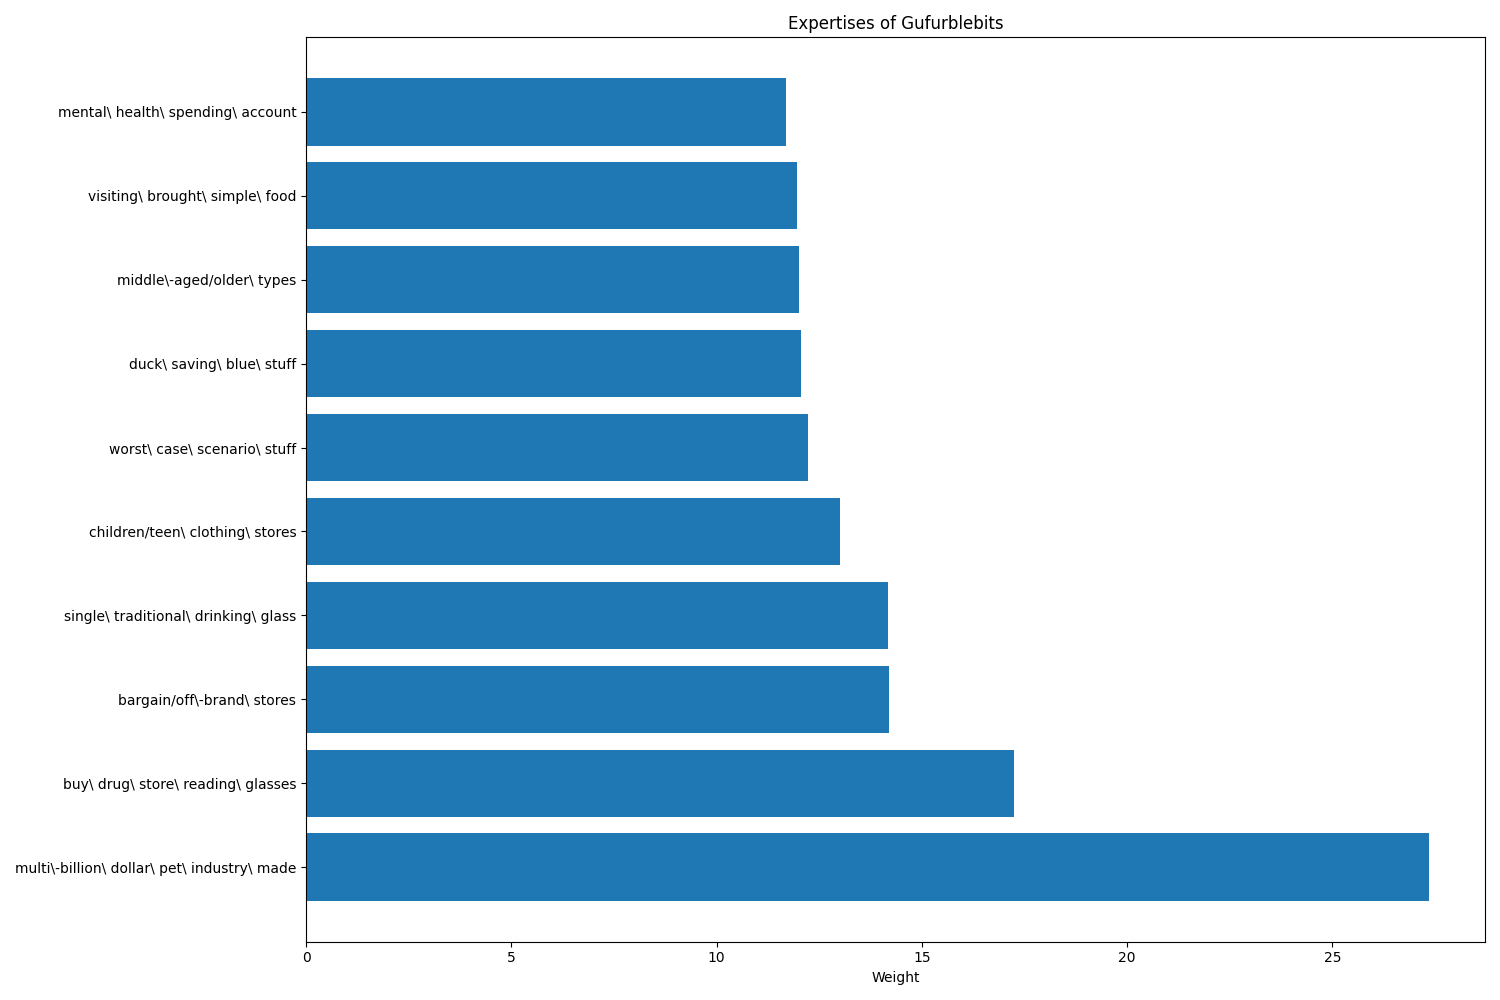 Expertises of Gufurblebits
mental\ health\ spending\ account
visiting\ brought\ simple\ food
middle\-aged/older\ types
duck\ saving\ blue\ stuff
worst\ case\ scenario\ stuff
children/teen\ clothing\ stores
single\ traditional\ drinking\ glass
bargain/off\-brand\ stores
buy\ drug\ store\ reading\ glasses
multi\-billion\ dollar\ pet\ industry\ made
0 5 10 15 20 25
Weight